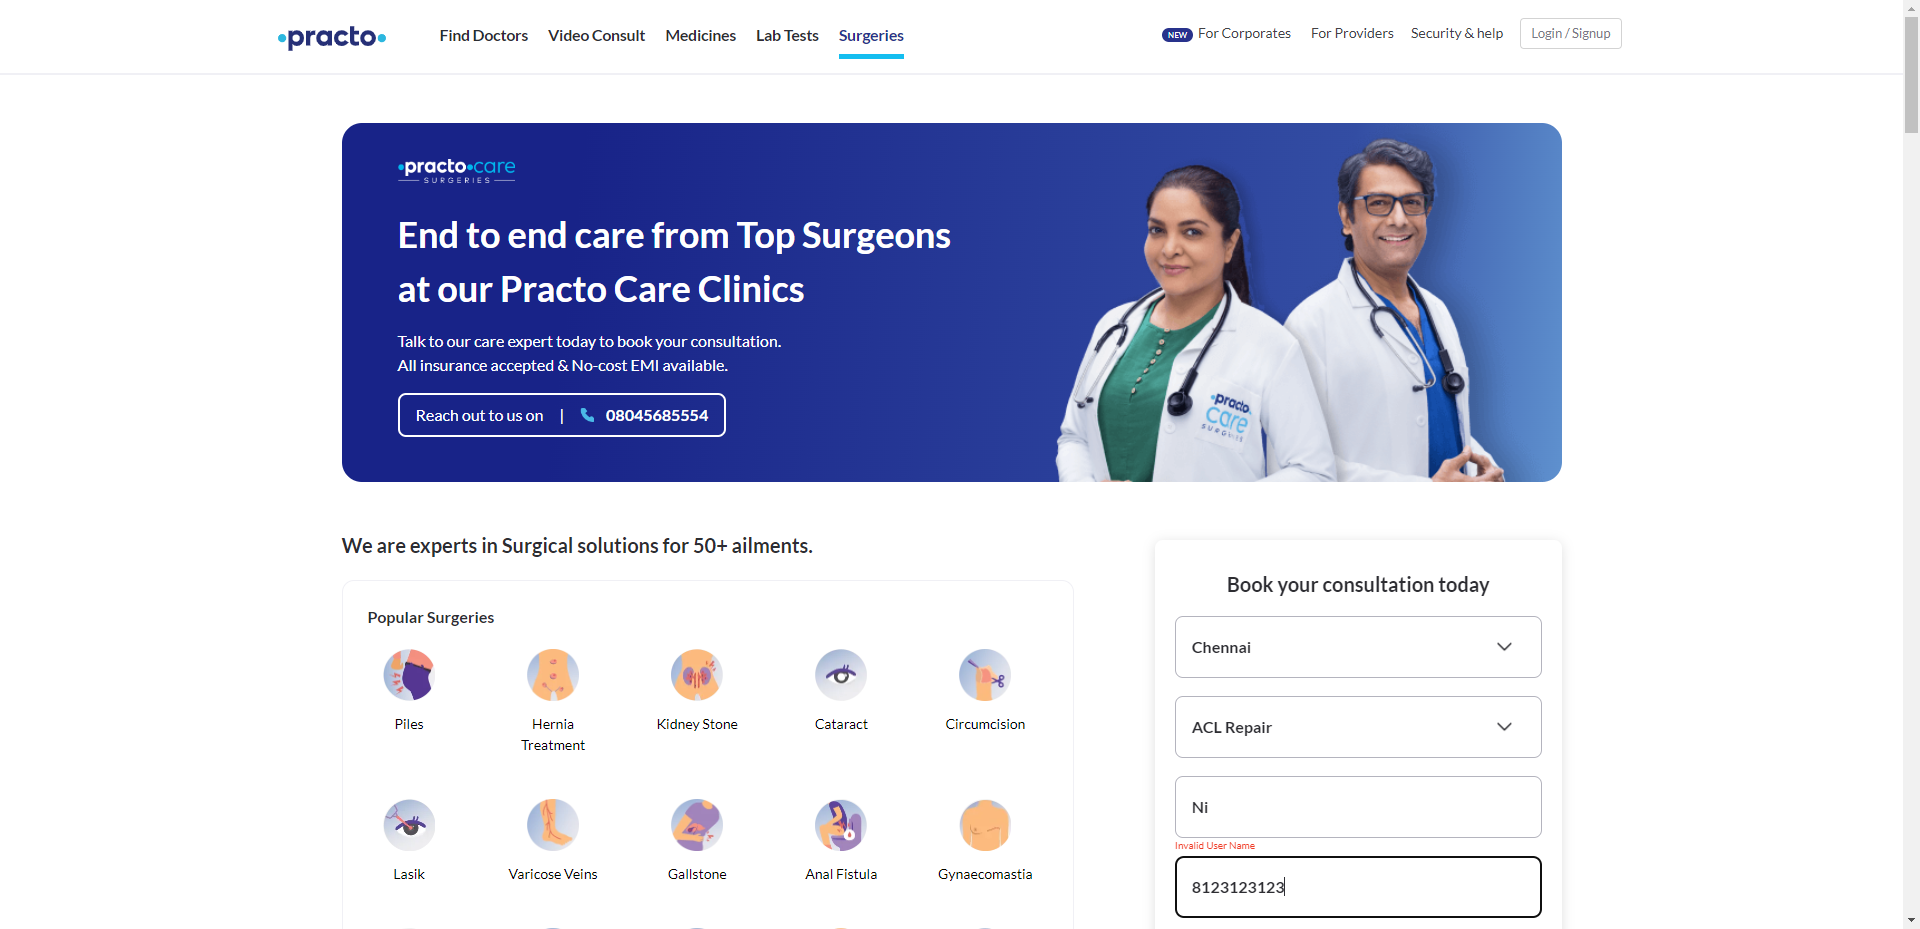 practo
Find Doctors
Video Consult
Medicines
Lab Tests
Surgeries
NEW
For Corporates
For Providers
Security & help
Login / Signup
practo care
SURGERIES
End to end care from Top Surgeons
at our Practo Care Clinics
Talk to our care expert today to book your consultation.
All insurance accepted & No-cost EMI available.
Reach out to us on | 08045685554
practo
care
SURGERIES
We are experts in Surgical solutions for 50+ ailments.
Popular Surgeries
Piles
Hernia
Treatment
Kidney Stone
Cataract
Circumcision
Lasik
Varicose Veins
Gallstone
Anal Fistula
Gynaecomastia
Book your consultation today
Chennai
ACL Repair
Ni
Invalid User Name
8123123123